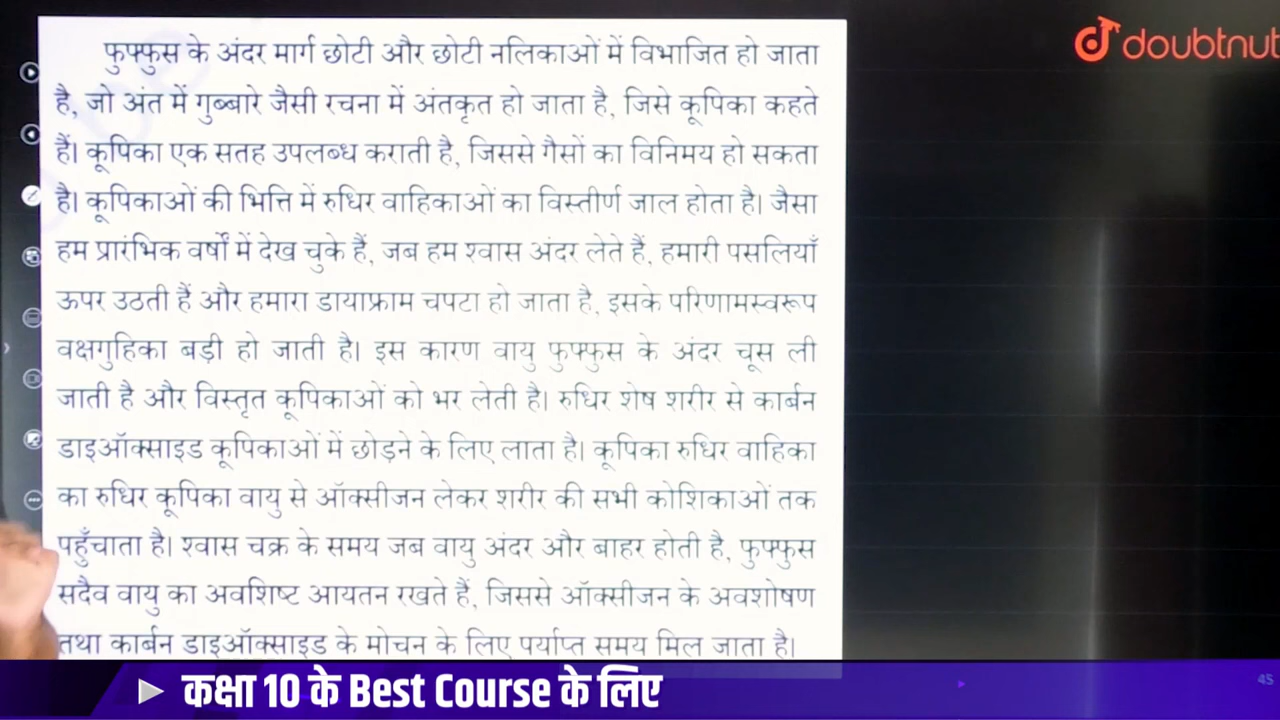 doubtnut
फुफ्फुस के अंदर मार्ग छोटी और छोटी नलिकाओं में विभाजित हो जाता
है, जो अंत में गुब्बारे जैसी रचना में अंतकृत हो जाता है, जिसे कूपिका कहते
हैं। कूपिका एक सतह उपलब्ध कराती है, जिससे गैसों का विनिमय हो सकता
है। कूपिकाओं की भित्ति में रुधिर वाहिकाओं का विस्तीर्ण जाल होता है। जैसा
हम प्रारंभिक वर्षों में देख चुके हैं, जब हम श्वास अंदर लेते हैं, हमारी पसलियाँ
ऊपर उठती हैं और हमारा डायाफ्राम चपटा हो जाता है, इसके परिणामस्वरूप
वक्षगुहिका बड़ी हो जाती है। इस कारण वायु फुफ्फुस के अंदर चूस ली
जाती है और विस्तृत कूपिकाओं को भर लेती है। रुधिर शेष शरीर से कार्बन
डाइऑक्साइड कूपिकाओं में छोड़ने के लिए लाता है। कूपिका रुधिर वाहिका
का रुधिर कूपिका वायु से ऑक्सीजन लेकर शरीर की सभी कोशिकाओं तक
पहुँचाता है। श्वास चक्र के समय जब वायु अंदर और बाहर होती है, फुफ्फुस
सदैव वायु का अवशिष्ट आयतन रखते हैं, जिससे ऑक्सीजन के अवशोषण
तथा कार्बन डाइऑक्साइड के मोचन के लिए पर्याप्त समय मिल जाता है।
कक्षा 10 के Best Course के लिए
45